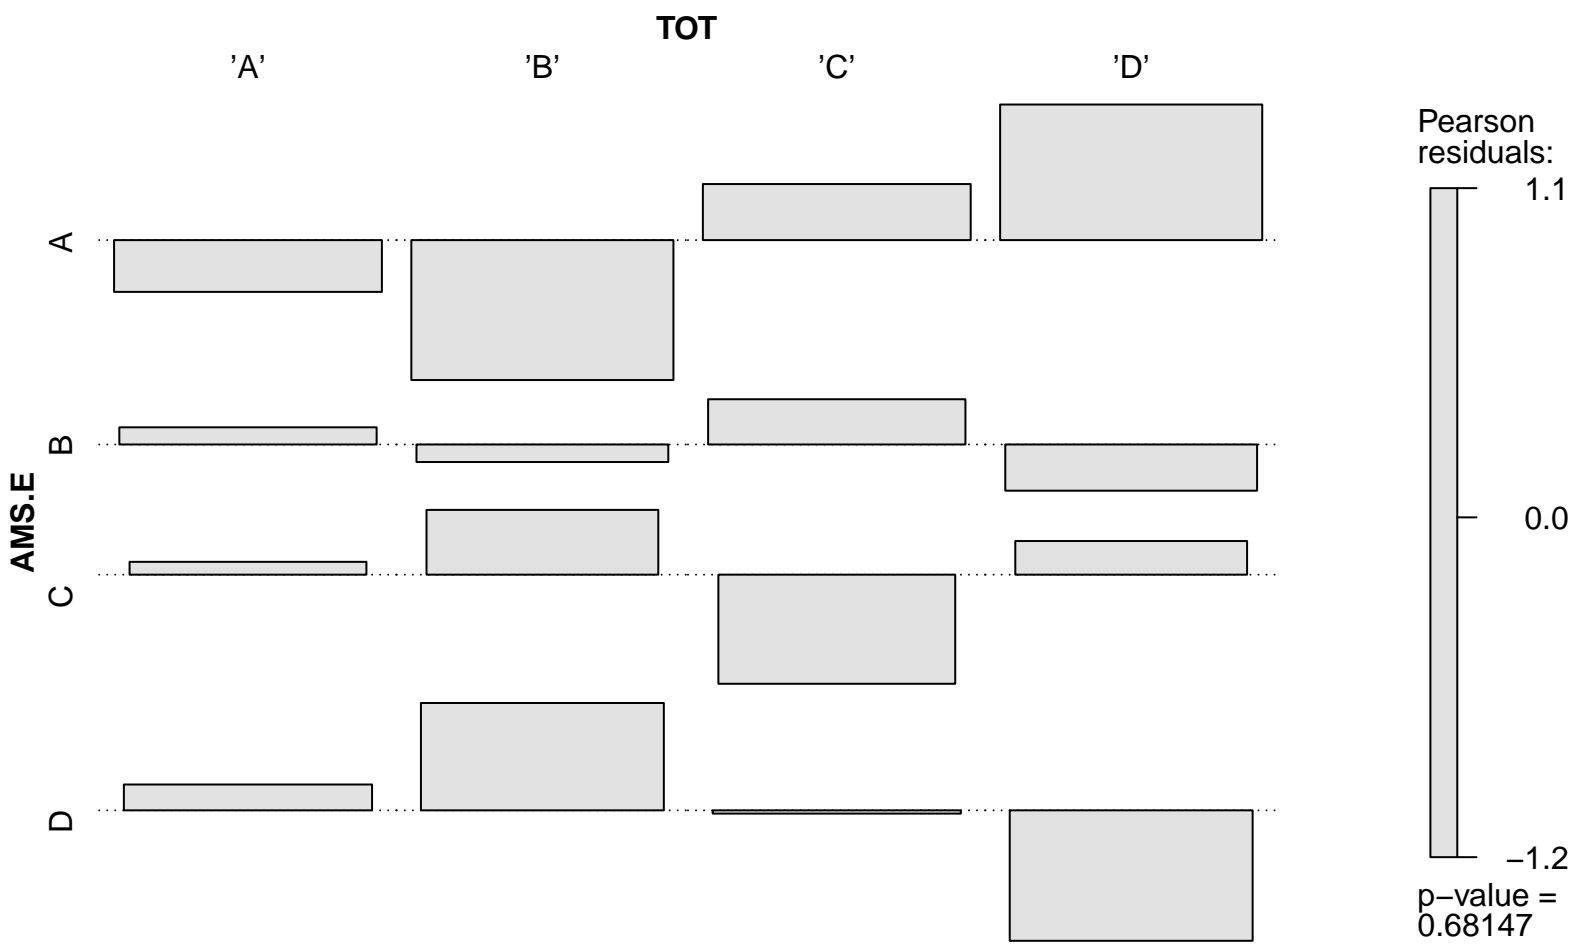 TOT
’A’ ’B’ ’C’ ’D’
AMS.E
A
B
C
D
Pearson
residuals:
1.1
0.0
−1.2
p−value =
0.68147